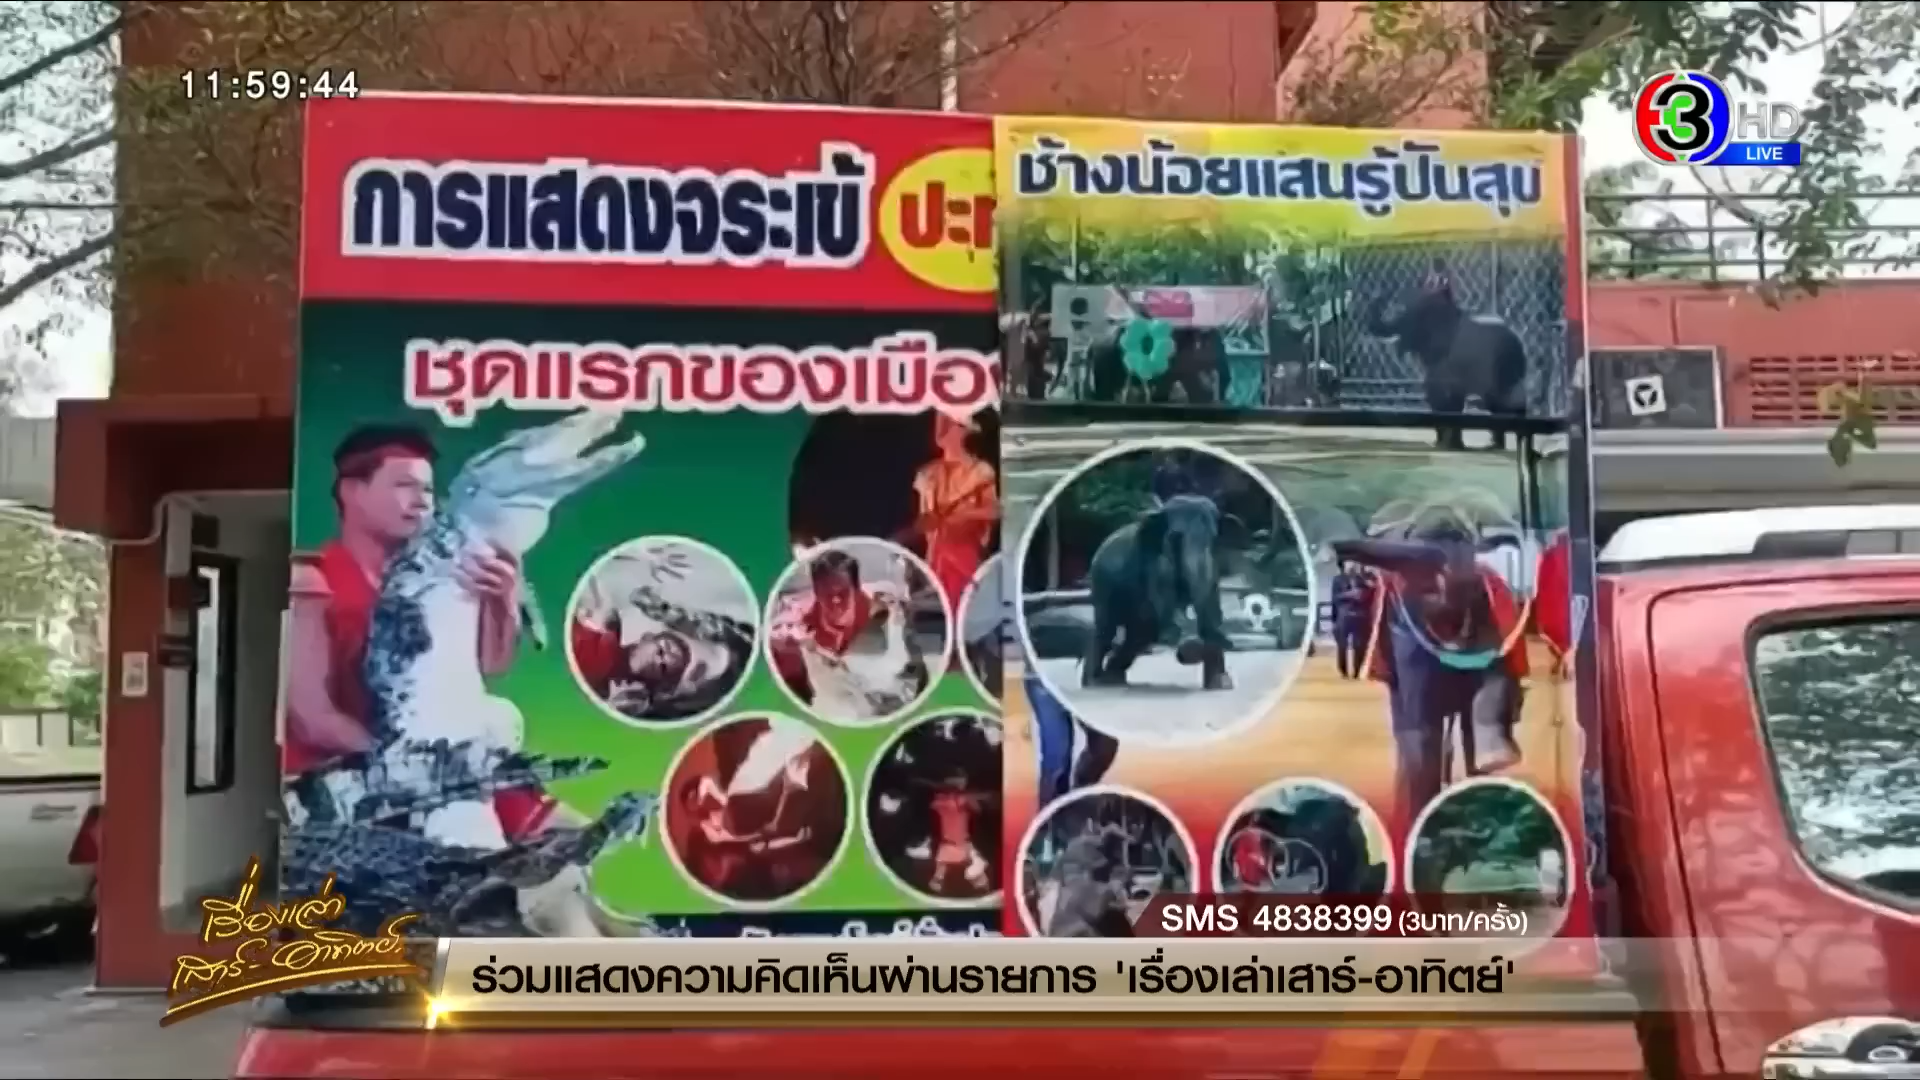 11:59:44
3 HD
LIVE
การแสดงจระเข้
ช้างน้อยแสนรู้ปันสุข
ชุดแรกของเมือง
เรื่องเล่า
เสาร์-อาทิตย์
SMS 4838399 (3บาท/ครั้ง)
ร่วมแสดงความคิดเห็นผ่านรายการ 'เรื่องเล่าเสาร์-อาทิตย์'